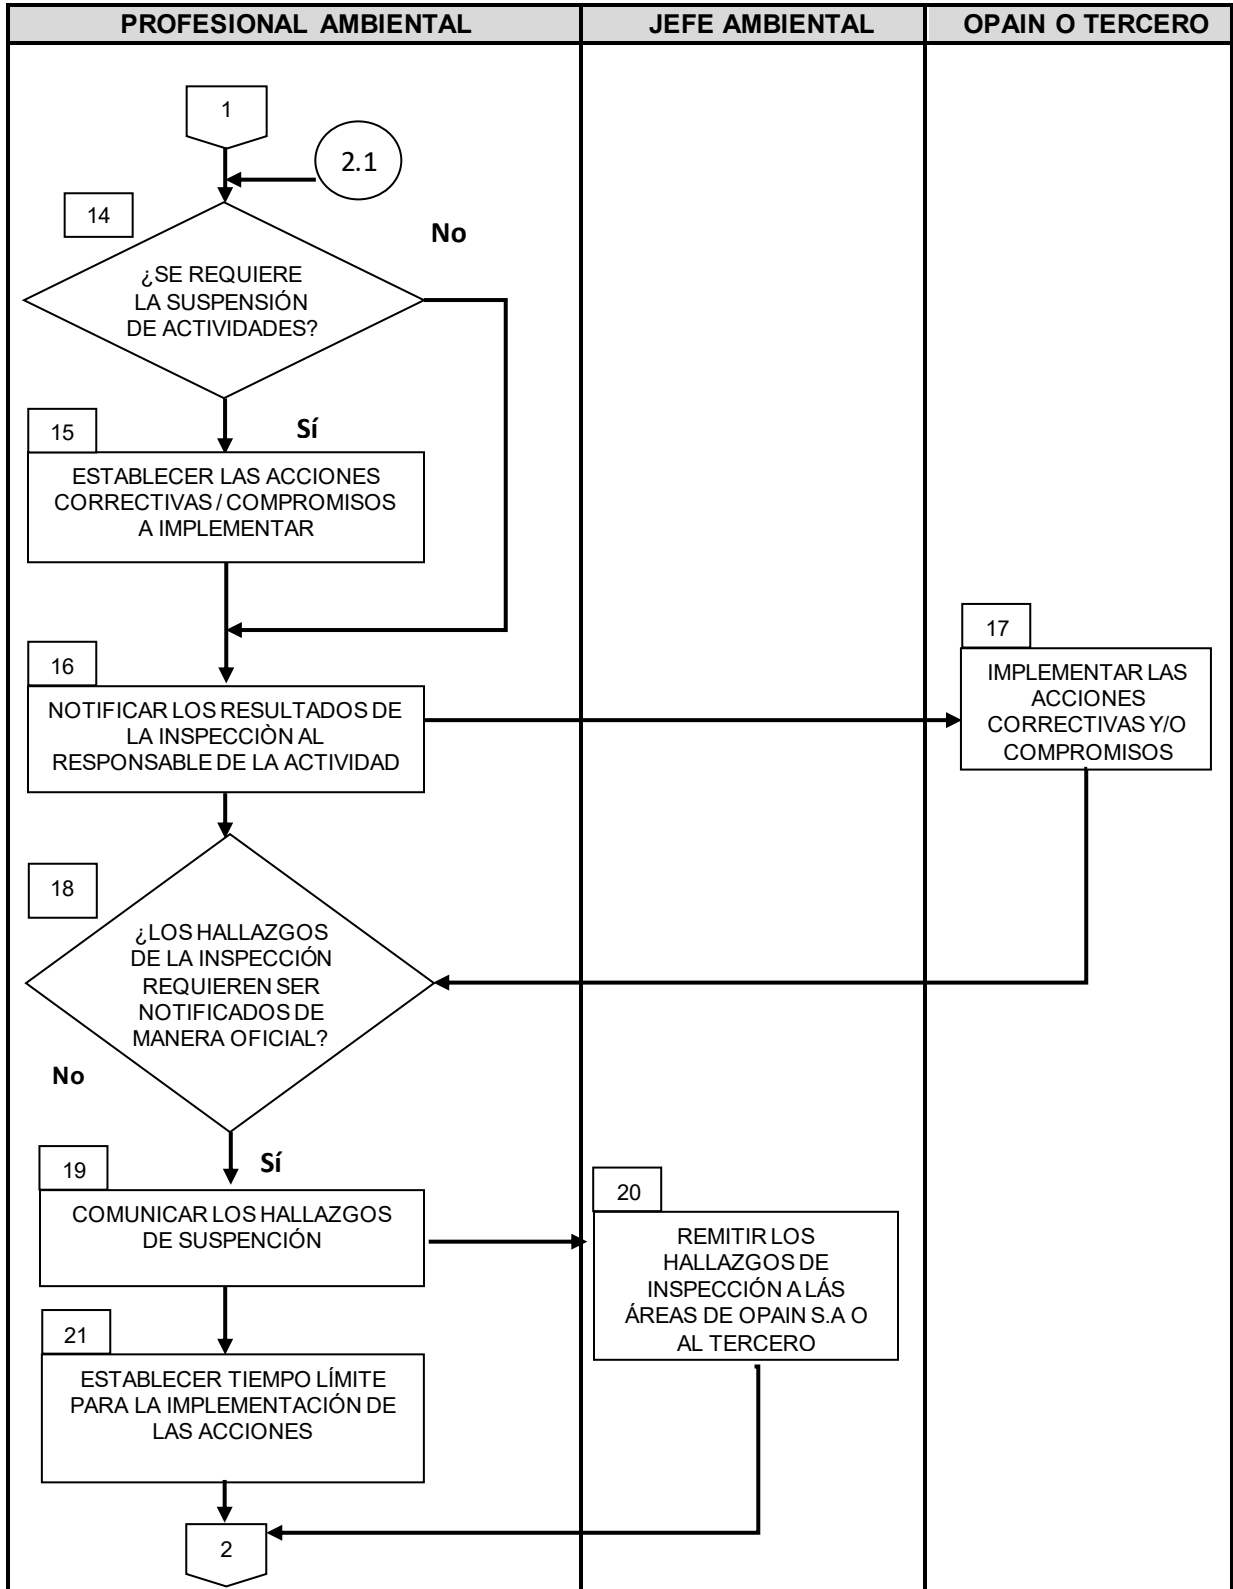 PROFESIONAL AMBIENTAL
JEFE AMBIENTAL
OPAIN O TERCERO
1
2.1
14
No
¿SE REQUIERE
LA SUSPENSIÓN
DE ACTIVIDADES?
Sí
15
ESTABLECER LAS ACCIONES
CORRECTIVAS / COMPROMISOS
A IMPLEMENTAR
16
NOTIFICAR LOS RESULTADOS DE
LA INSPECCIÒN AL
RESPONSABLE DE LA ACTIVIDAD
17
IMPLEMENTAR LAS
ACCIONES
CORRECTIVAS Y/O
COMPROMISOS
18
¿LOS HALLAZGOS
DE LA INSPECCIÓN
REQUIEREN SER
NOTIFICADOS DE
MANERA OFICIAL?
No
Sí
19
COMUNICAR LOS HALLAZGOS
DE SUSPENCIÓN
20
REMITIR LOS
HALLAZGOS DE
INSPECCIÓN A LÁS
ÁREAS DE OPAIN S.A O
AL TERCERO
21
ESTABLECER TIEMPO LÍMITE
PARA LA IMPLEMENTACIÓN DE
LAS ACCIONES
2